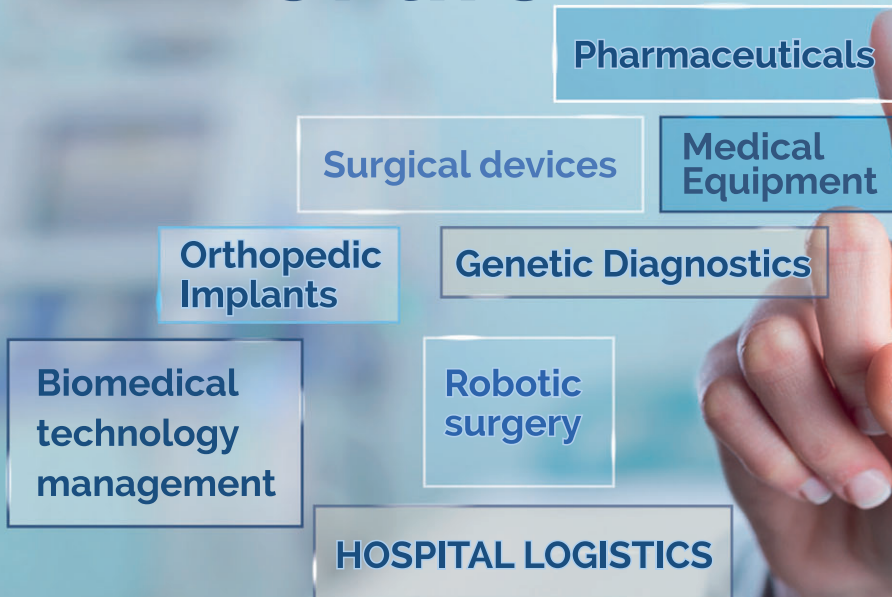 Pharmaceuticals
Surgical devices
Medical
Equipment
Orthopedic
Implants
Genetic Diagnostics
Biomedical
technology
management
Robotic
surgery
HOSPITAL LOGISTICS